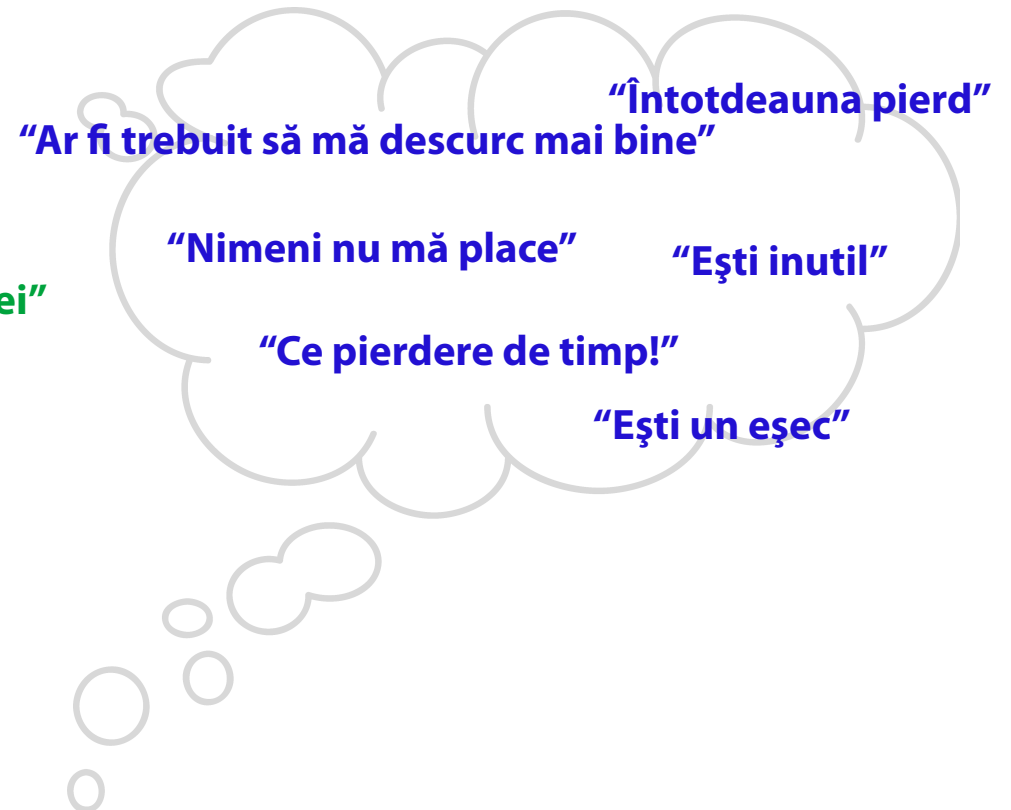 “Întotdeauna pierd”
“Ar fi trebuit să mă descurc mai bine”
“Nimeni nu mă place”
“Eşti inutil”
ei”
“Ce pierdere de timp!”
“Eşti un eşec”